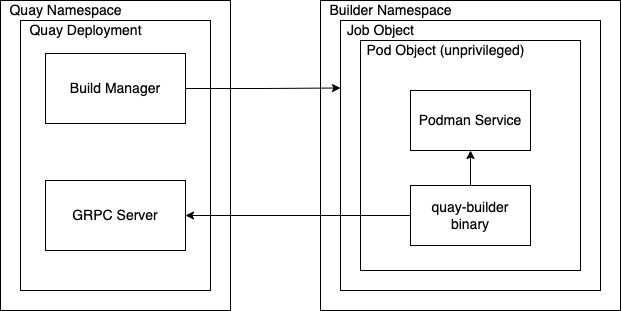 Quay Namespace
Quay Deployment
Build Manager
GRPC Server
Builder Namespace
Job Object
Pod Object (unprivileged)
Podman Service
quay-builder
binary